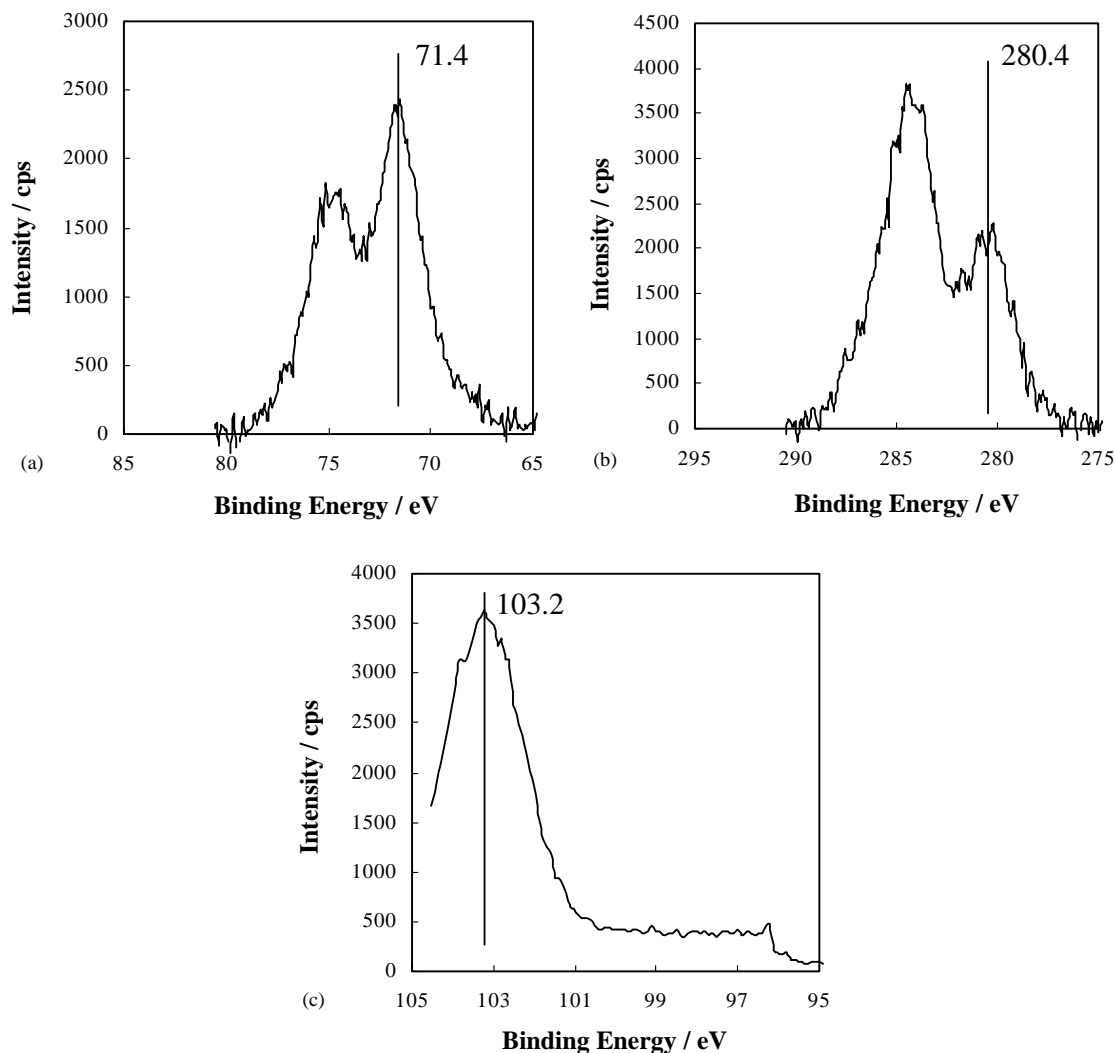 3000
2500
2000
1500
1000
500
0
71.4
Intensity / cps
(a)
85 80 75 70 65
Binding Energy / eV
4500
4000
3500
3000
2500
2000
1500
1000
500
0
280.4
Intensity / cps
(b)
295 290 285 280 275
Binding Energy / eV
4000
3500
3000
2500
2000
1500
1000
500
0
103.2
Intensity / cps
(c)
105 103 101 99 97 95
Binding Energy / eV